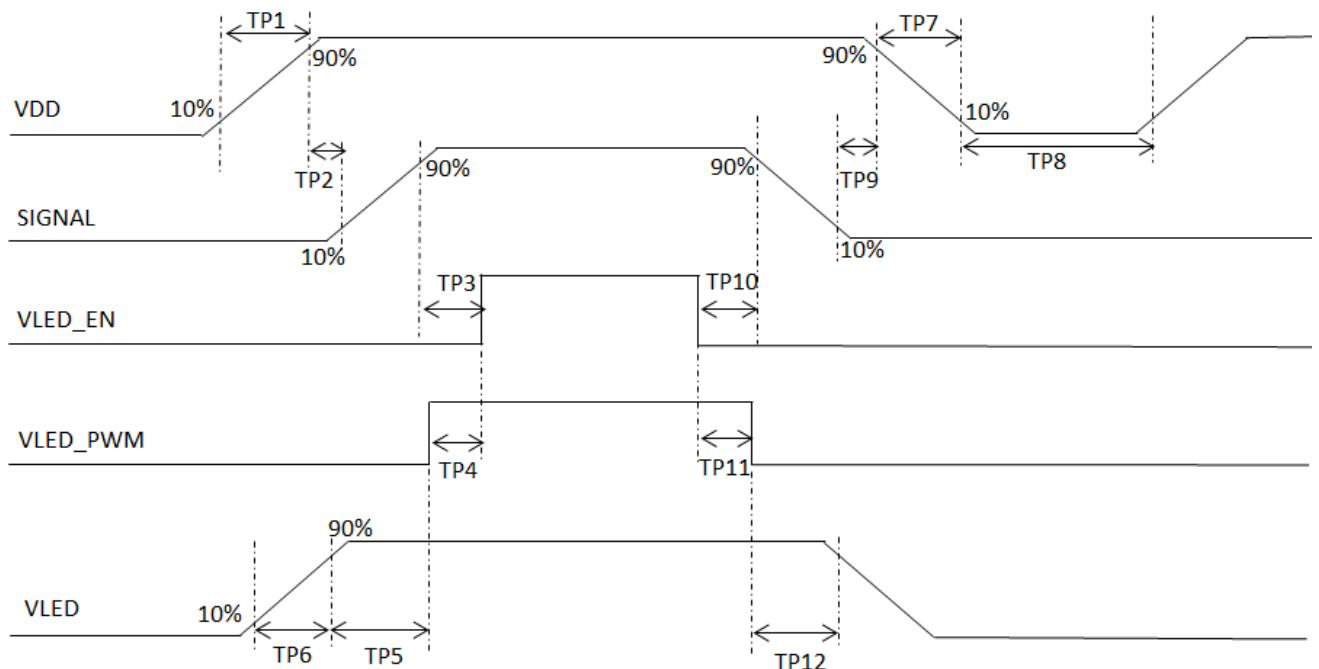 TP1
TP7
90%
90%
10%
10%
VDD
TP8
TP2
90%
90%
TP9
SIGNAL
10%
10%
TP3
TP10
VLED_EN
VLED_PWM
TP4
TP11
90%
10%
VLED
TP6
TP5
TP12